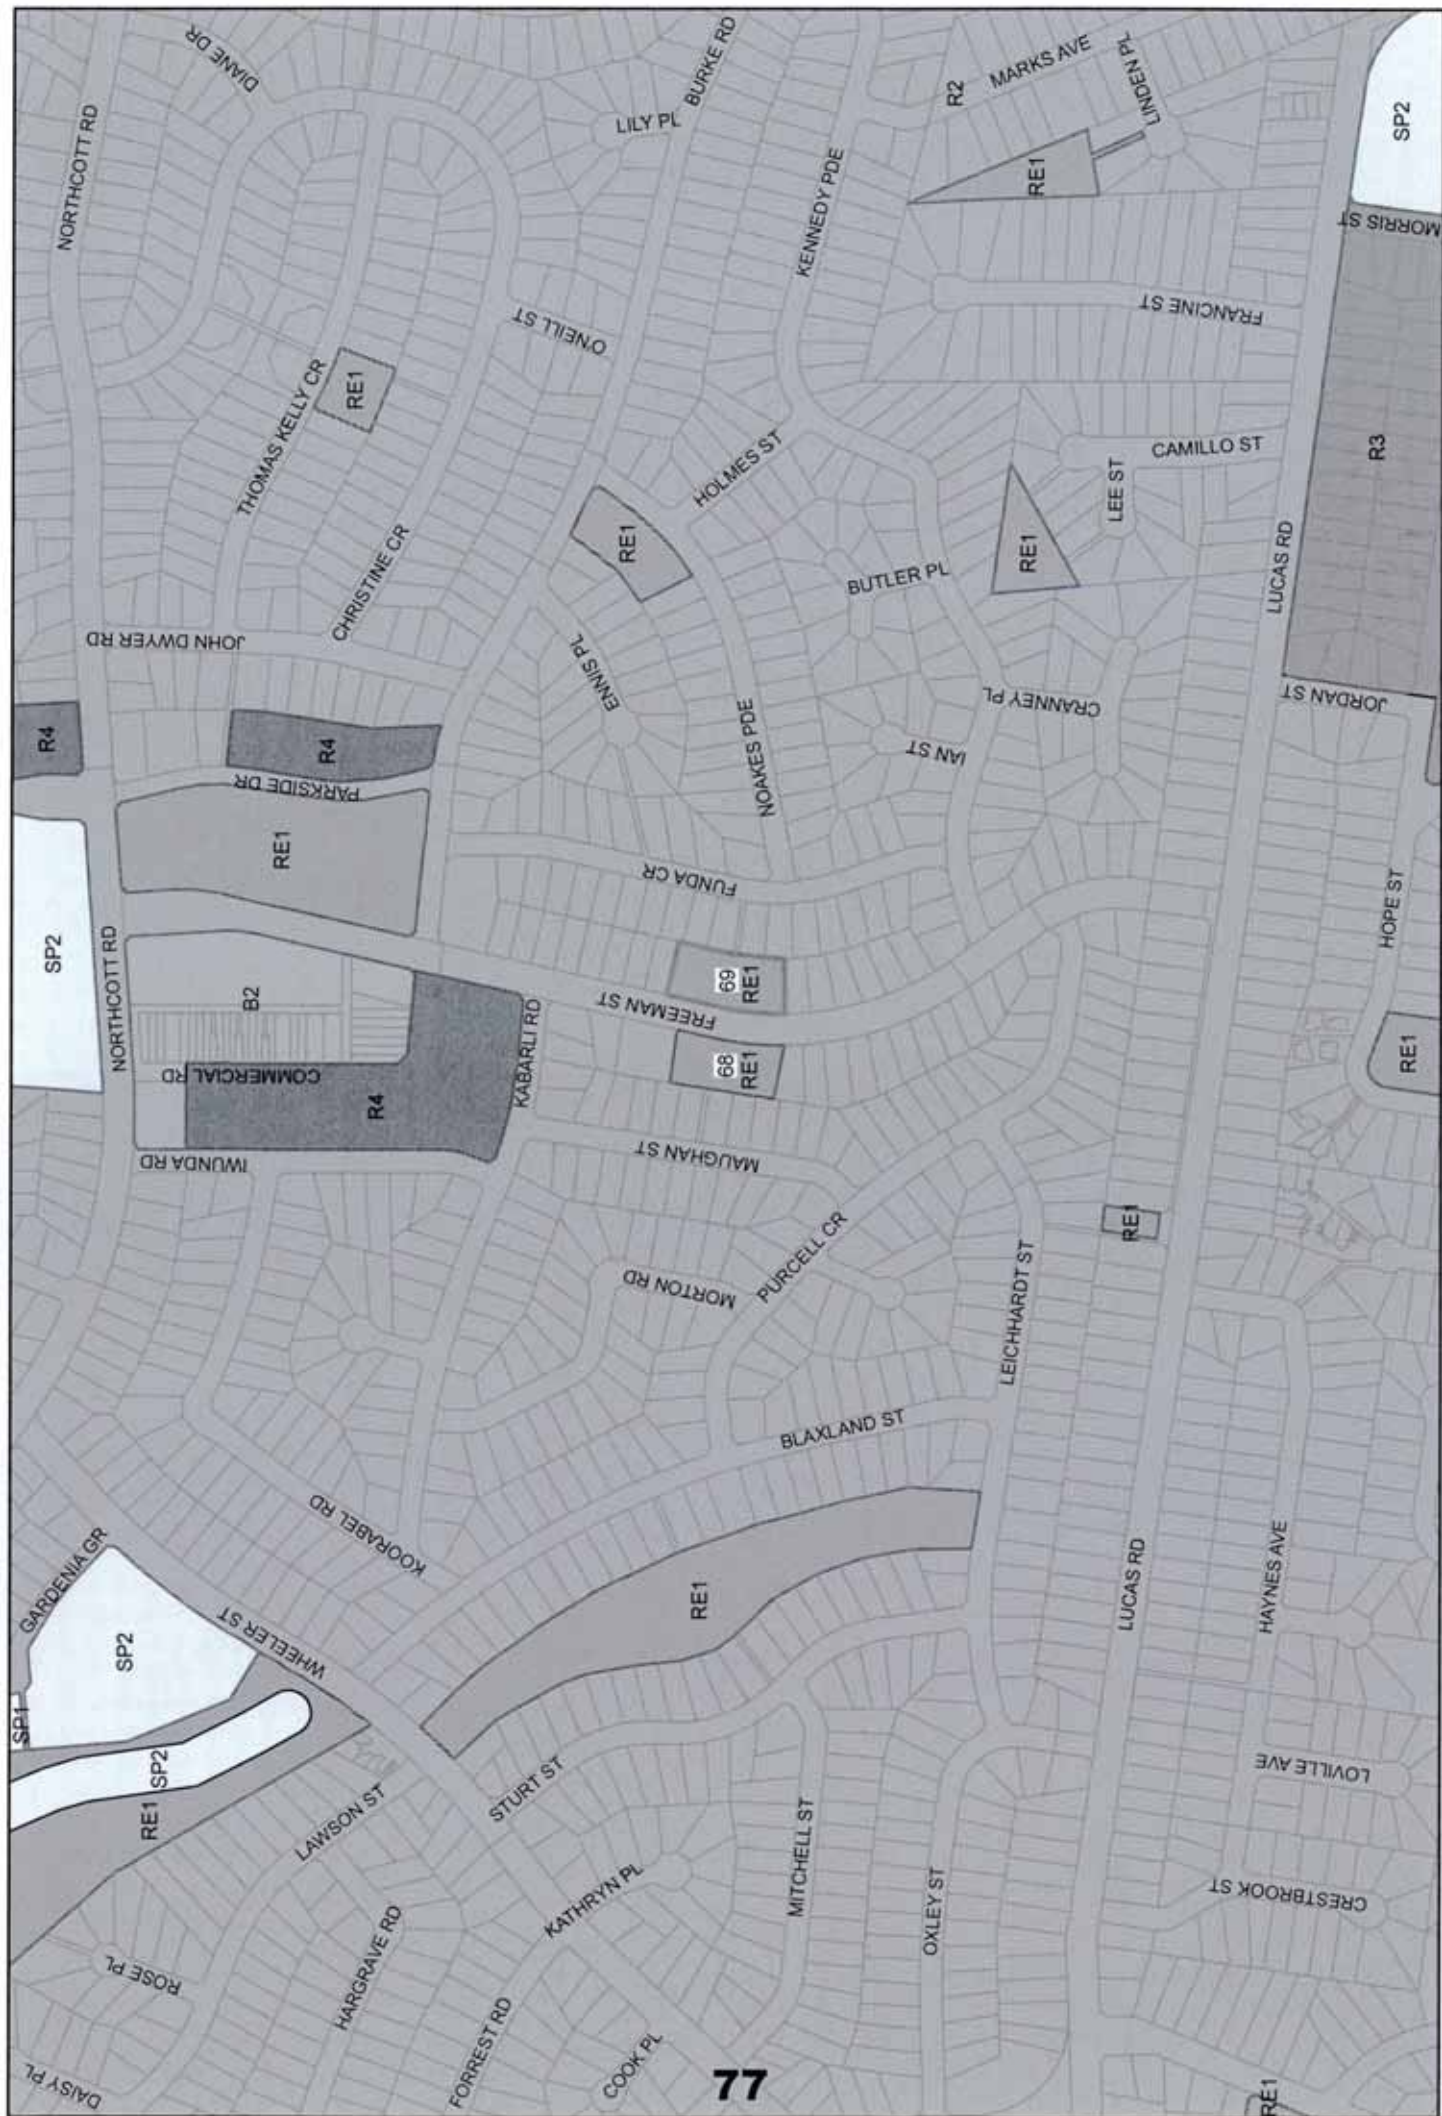 DIANE DR
NORTHCOTT RD
LILY PL
BURKE RD
KENNEDY PDE
R2
MARKS AVE
LINDEN PL
RE1
SP2
MORRIS ST
FRANCINE ST
O'NEILL ST
THOMAS KELLY CR
RE1
CHRISTINE CR
JOHN DWYER RD
HOLMES ST
RE1
BUTLER PL
RE1
LEE ST
CAMILLO ST
R3
LUCAS RD
JORDAN ST
ENNIS PL
NOAKES PDE
CRANNEY PL
IAN ST
R4
R4
PARKSIDE DR
RE1
FUNDA CR
SP2
NORTHCOTT RD
B2
COMMERCIAL RD
R4
KABARLI RD
FREEMAN ST
69
RE1
68
RE1
HOPE ST
RE1
IWUNDA RD
MAUGHAN ST
MORTON RD
PURCELL CR
LEICHHARDT ST
RE1
BLAXLAND ST
KOORABEL RD
GARDENIA GR
WHEELER ST
SP2
SP1
SP2
RE1
RE1
LUCAS RD
HAYNES AVE
LOVILLE AVE
LAWSON ST
STURT ST
MITCHELL ST
OXLEY ST
CRESTBROOK ST
KATHRYN PL
ROSE PL
HARGRAVE RD
FORREST RD
COOK PL
DAISY PL
RE1
77